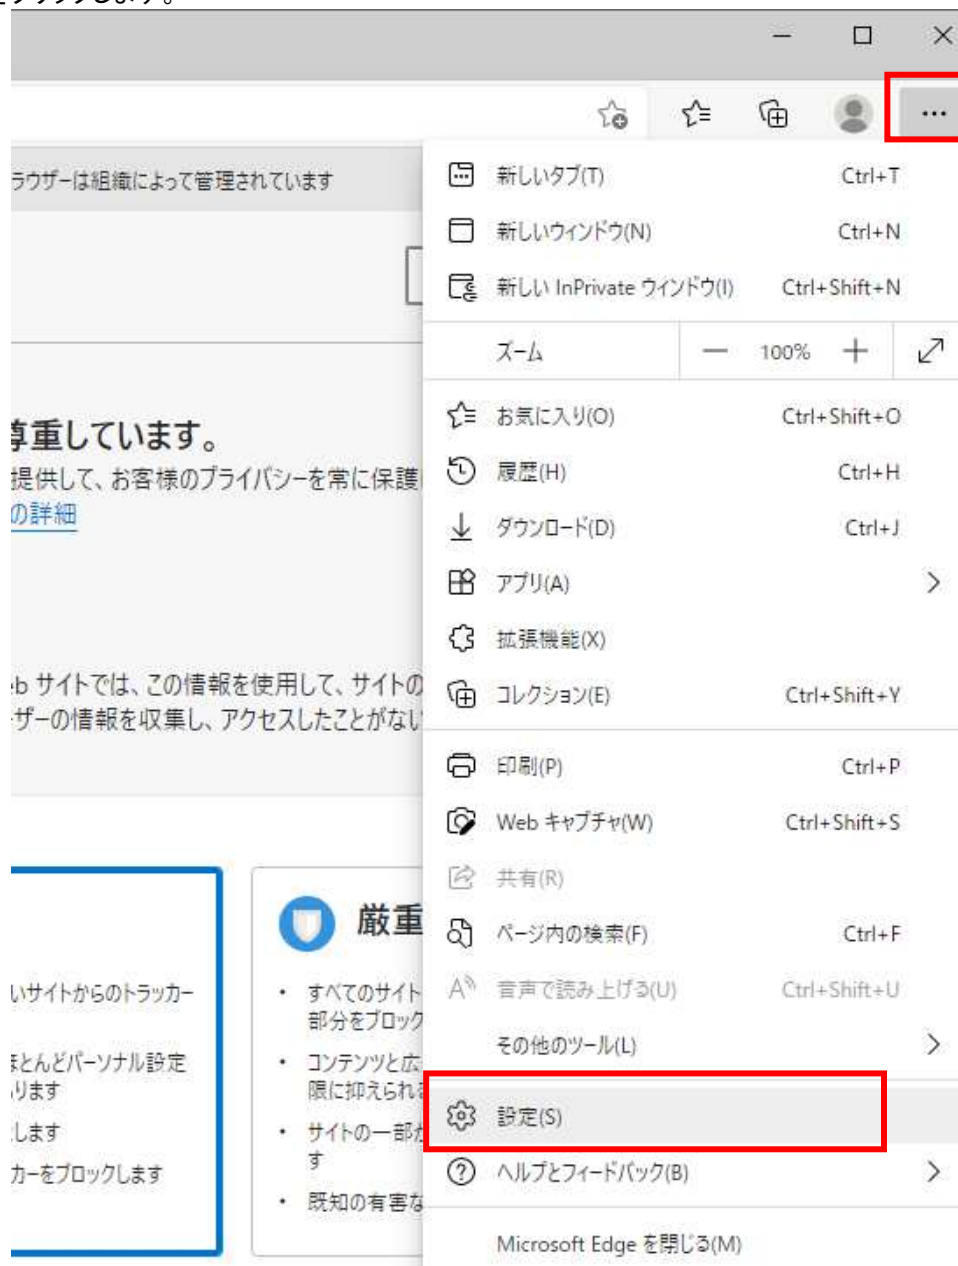 をクリックします。
ラウザーは組織によって管理されています
尊重しています。
提供して、お客様のプライバシーを常に保護
の詳細
eb サイトでは、この情報を使用して、サイトの
ザーの情報を収集し、アクセスしたことがない
いサイトからのトラッカー
ほとんどパーソナル設定
ります
します
カーをブロックします
厳重
• すべてのサイト
部分をブロック
• コンテンツと広
限に抑えられ
• サイトの一部が
す
• 既知の有害な
新しいタブ(T) Ctrl+T
新しいウィンドウ(N) Ctrl+N
新しい InPrivate ウィンドウ(I) Ctrl+Shift+N
ズーム — 100% +
お気に入り(O) Ctrl+Shift+O
履歴(H) Ctrl+H
ダウンロード(D) Ctrl+J
アプリ(A)
拡張機能(X)
コレクション(E) Ctrl+Shift+Y
印刷(P) Ctrl+P
Web キャプチャ(W) Ctrl+Shift+S
共有(R)
ページ内の検索(F) Ctrl+F
音声で読み上げる(U) Ctrl+Shift+U
その他のツール(L)
設定(S)
ヘルプとフィードバック(B)
Microsoft Edge を閉じる(M)